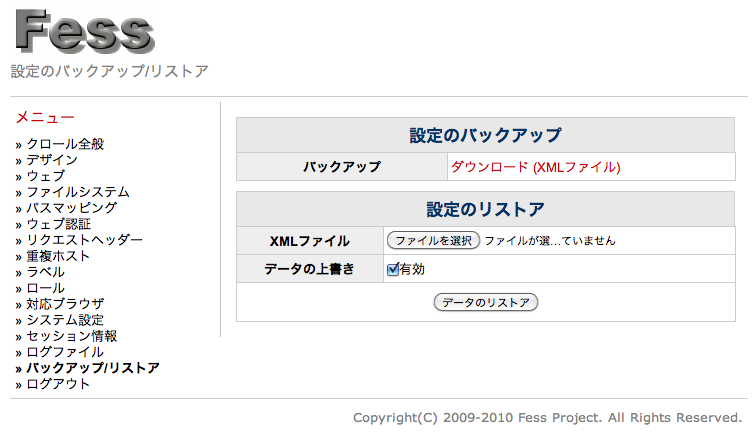 Fess
設定のバックアップ/リストア
メニュー
» クロール全般
» デザイン
» ウェブ
» ファイルシステム
» パスマッピング
» ウェブ認証
» リクエストヘッダー
» 重複ホスト
» ラベル
» ロール
» 対応ブラウザ
» システム設定
» セッション情報
» ログファイル
» バックアップ/リストア
» ログアウト
設定のバックアップ
バックアップ ダウンロード (XMLファイル)
設定のリストア
XMLファイル ファイルを選択 ファイルが選...ていません
データの上書き 有効
データのリストア
Copyright(C) 2009-2010 Fess Project. All Rights Reserved.